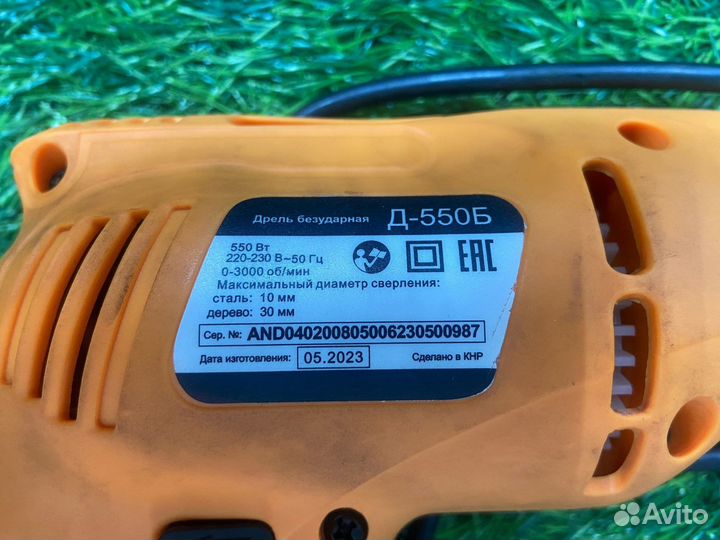 Дрель безударная Д-550Б
550 Вт
220-230 В~50 Гц
0-3000 об/мин
Максимальный диаметр сверления:
сталь: 10 мм
дерево: 30 мм
Сер. №: AND040200805006230500987
Дата изготовления: 05.2023 Сделано в КНР
EAC
Avito